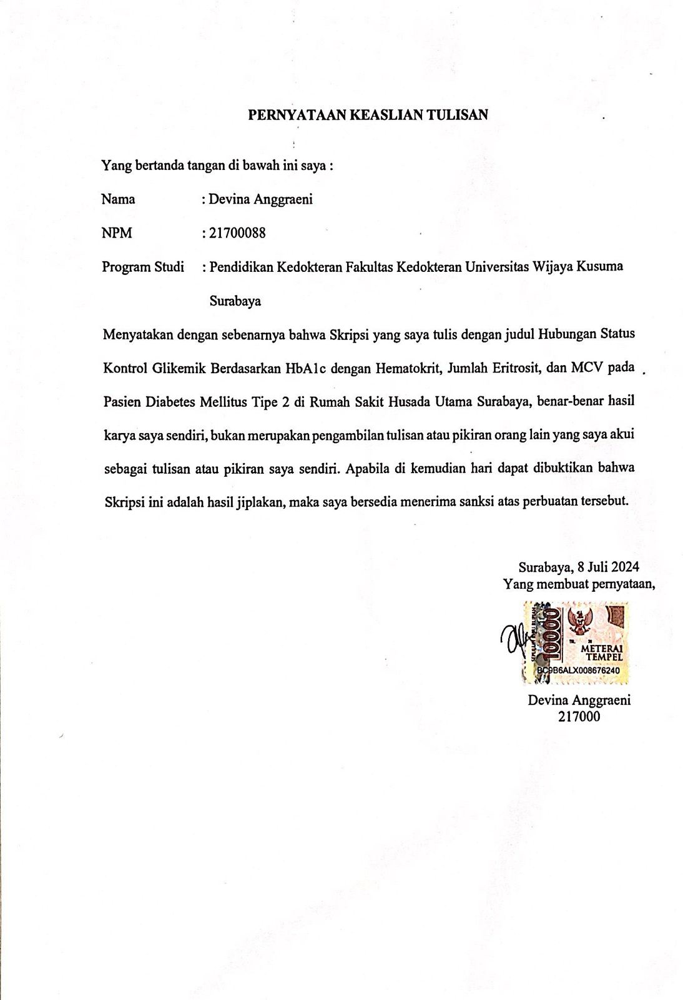 PERNYATAAN KEASLIAN TULISAN
Yang bertanda tangan di bawah ini saya :
Nama : Devina Anggraeni
NPM : 21700088
Program Studi : Pendidikan Kedokteran Fakultas Kedokteran Universitas Wijaya Kusuma
Surabaya
Menyatakan dengan sebenarnya bahwa Skripsi yang saya tulis dengan judul Hubungan Status
Kontrol Glikemik Berdasarkan HbA1c dengan Hematokrit, Jumlah Eritrosit, dan MCV pada
Pasien Diabetes Mellitus Tipe 2 di Rumah Sakit Husada Utama Surabaya, benar-benar hasil
karya saya sendiri, bukan merupakan pengambilan tulisan atau pikiran orang lain yang saya akui
sebagai tulisan atau pikiran saya sendiri. Apabila di kemudian hari dapat dibuktikan bahwa
Skripsi ini adalah hasil jiplakan, maka saya bersedia menerima sanksi atas perbuatan tersebut.
Surabaya, 8 Juli 2024
Yang membuat pernyataan,
SEPULUH RIBU RUPIAH
10000
TGL. 20
METERAI
TEMPEL
BC9B6ALX008676240
Devina Anggraeni
217000